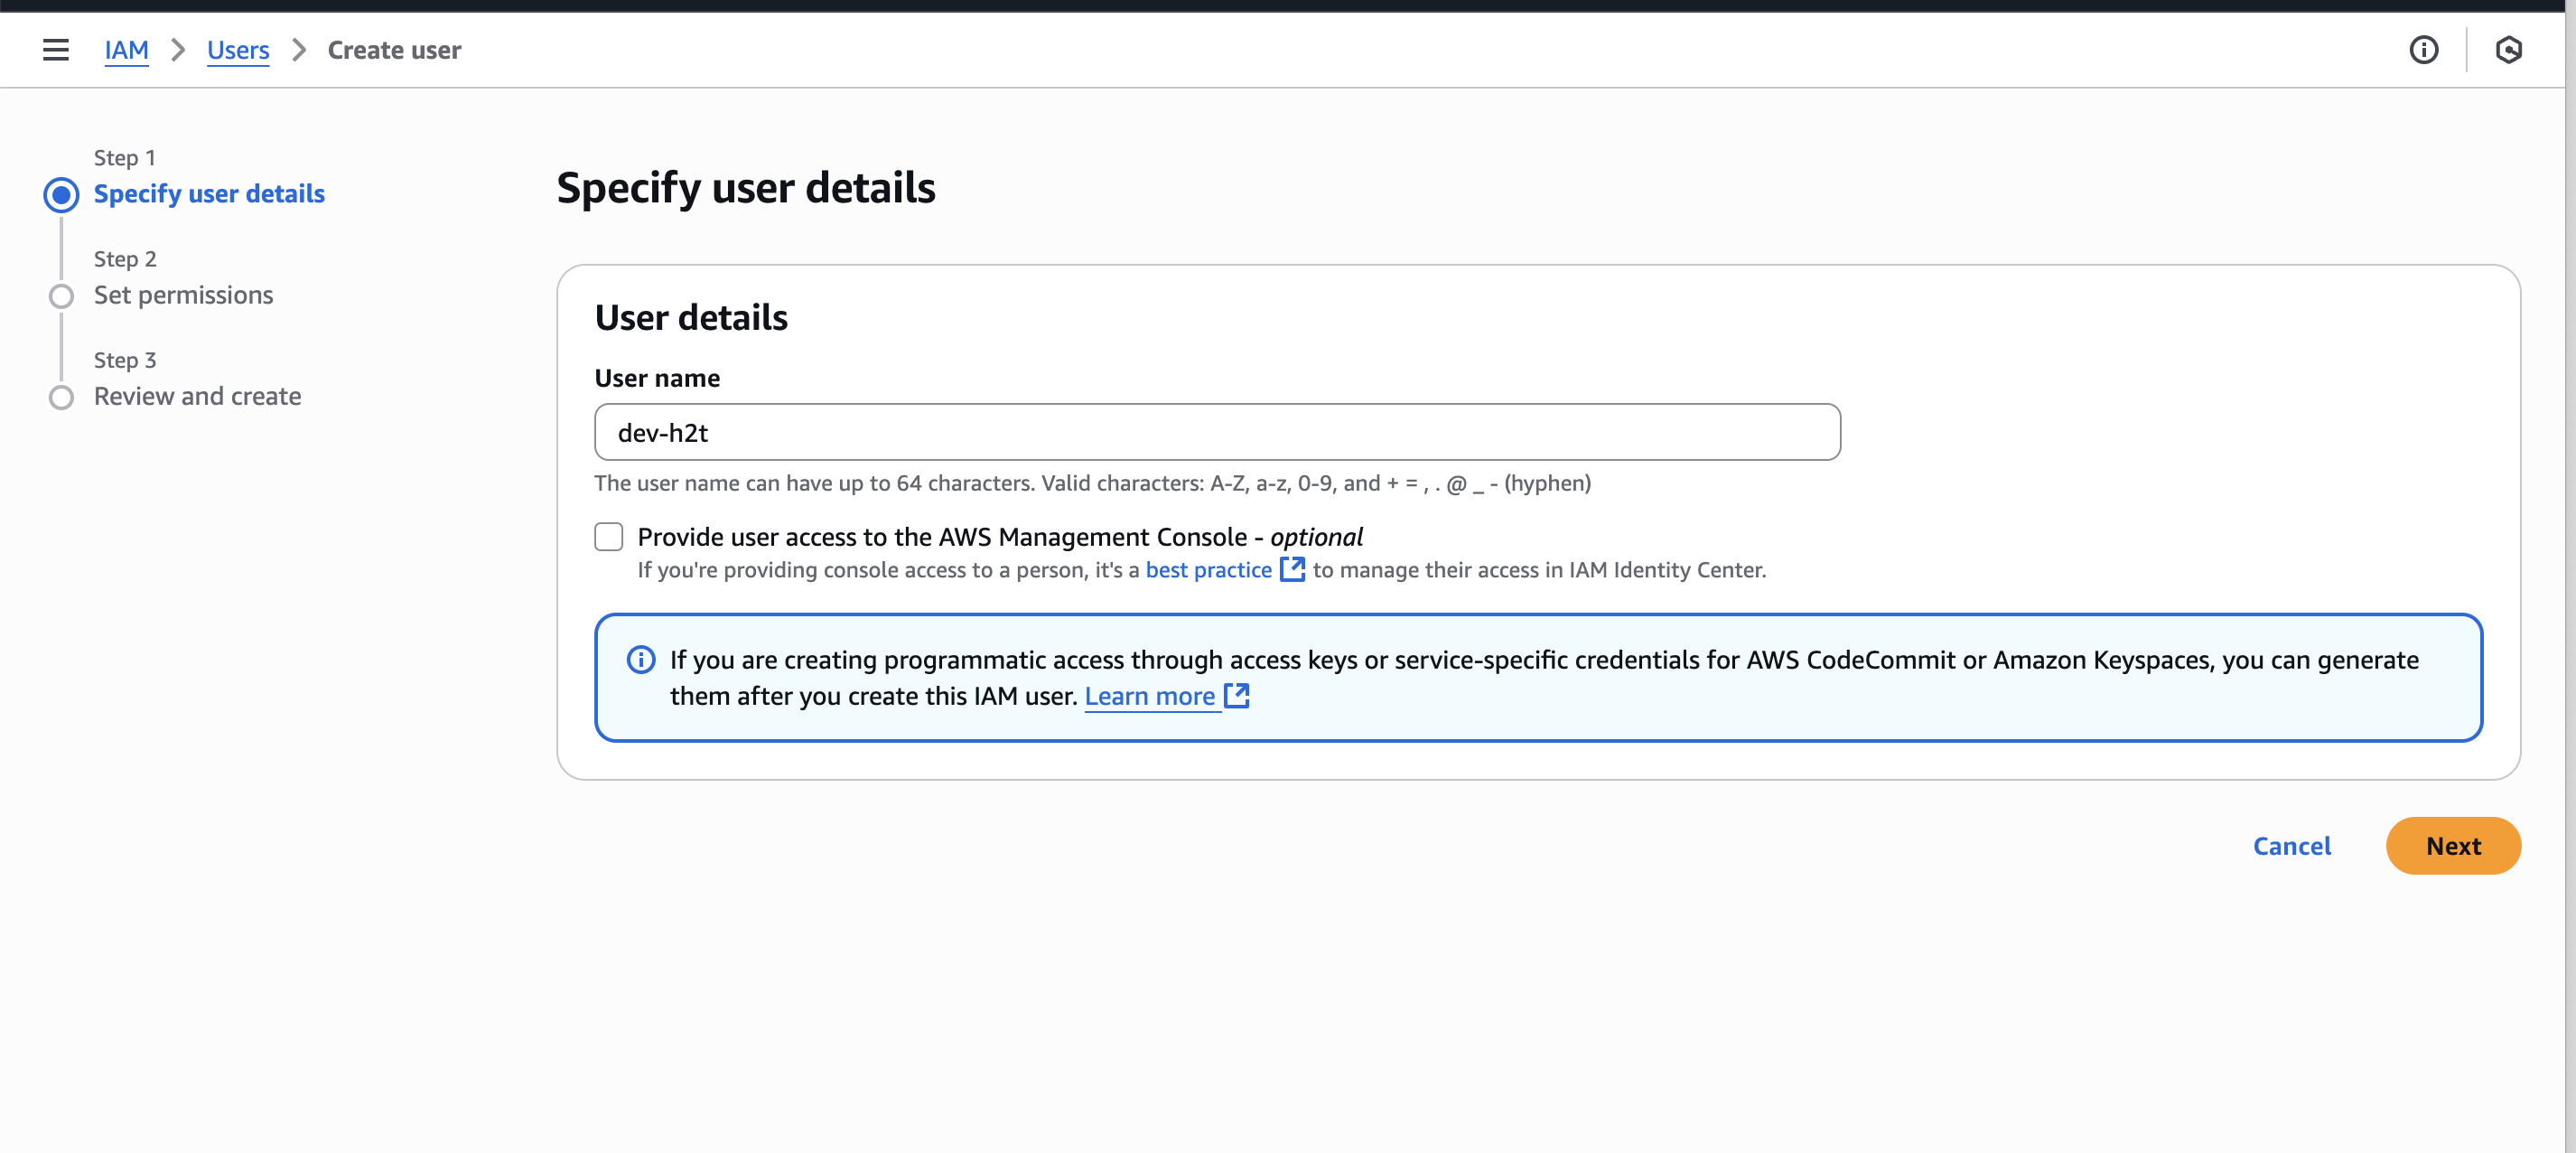 IAM > Users > Create user
Step 1
Specify user details
Step 2
Set permissions
Step 3
Review and create
Specify user details
User details
User name
dev-h2t
The user name can have up to 64 characters. Valid characters: A-Z, a-z, 0-9, and + = , . @ _ - (hyphen)
Provide user access to the AWS Management Console - optional
If you're providing console access to a person, it's a best practice to manage their access in IAM Identity Center.
If you are creating programmatic access through access keys or service-specific credentials for AWS CodeCommit or Amazon Keyspaces, you can generate
them after you create this IAM user. Learn more
Cancel
Next